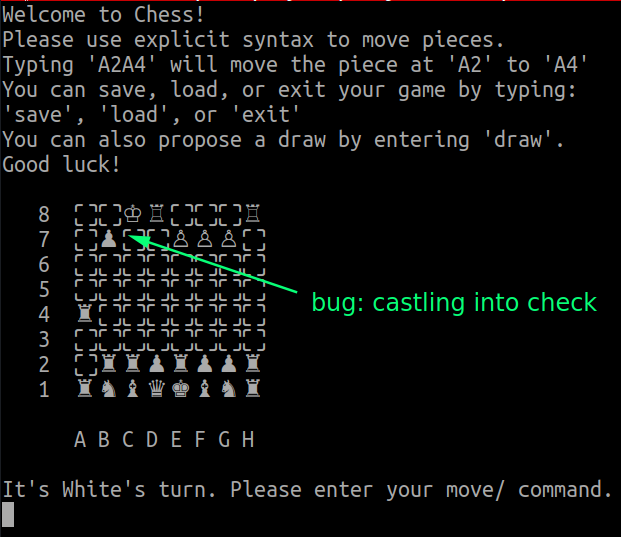 Welcome to Chess!
Please use explicit syntax to move pieces.
Typing 'A2A4' will move the piece at 'A2' to 'A4'
You can save, load, or exit your game by typing:
'save', 'load', or 'exit'
You can also propose a draw by entering 'draw'.
Good luck!
8 ♔♖♖
7 ♟♙♙♙
6
5
bug: castling into check
4 ♜
3
2 ♜♜♟♜♟♟♜
1 ♜♞♝♛♚♝♞♜
A B C D E F G H
It's White's turn. Please enter your move/ command.